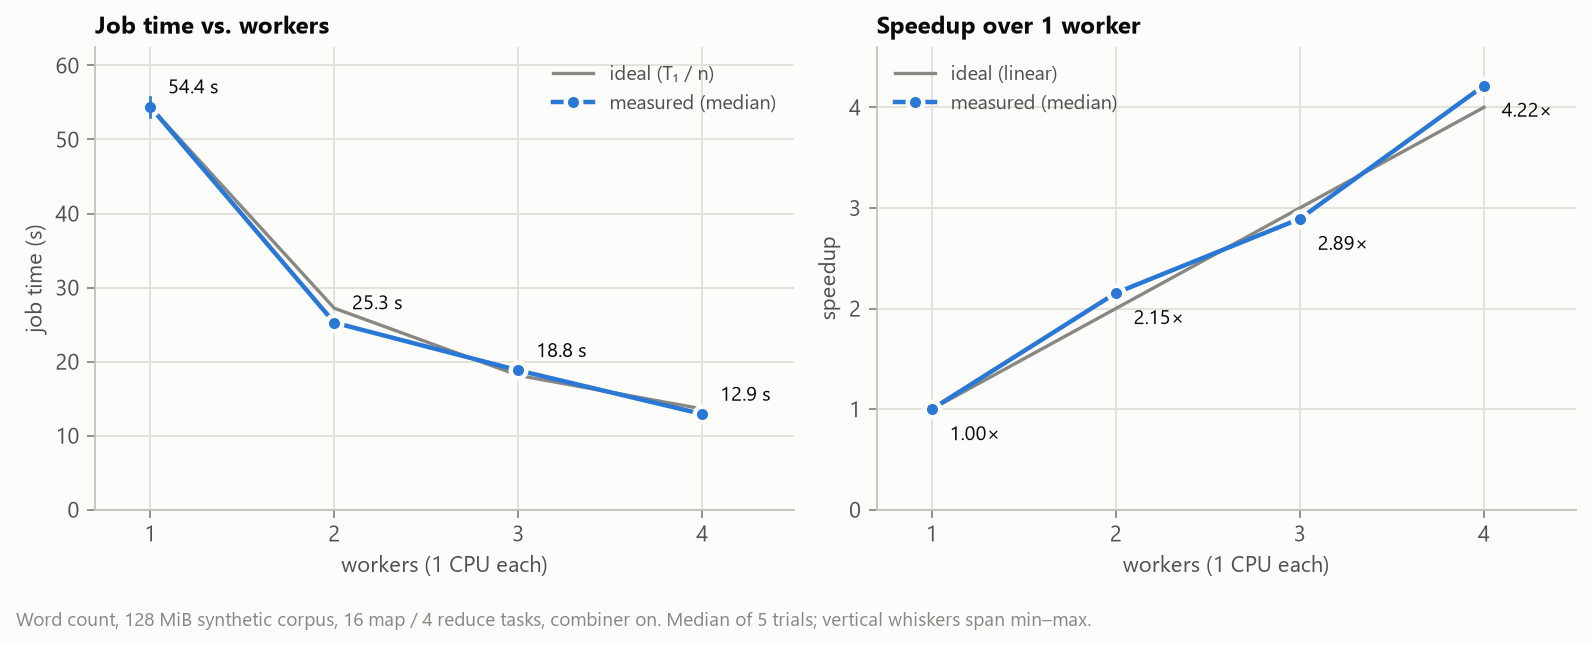 Job time vs. workers
60
50
40
30
20
10
0
job time (s)
ideal (T₁ / n)
measured (median)
54.4 s
25.3 s
18.8 s
12.9 s
1
2
3
4
workers (1 CPU each)
Speedup over 1 worker
4
3
2
1
0
speedup
ideal (linear)
measured (median)
1.00×
2.15×
2.89×
4.22×
1
2
3
4
workers (1 CPU each)
Word count, 128 MiB synthetic corpus, 16 map / 4 reduce tasks, combiner on. Median of 5 trials; vertical whiskers span min–max.